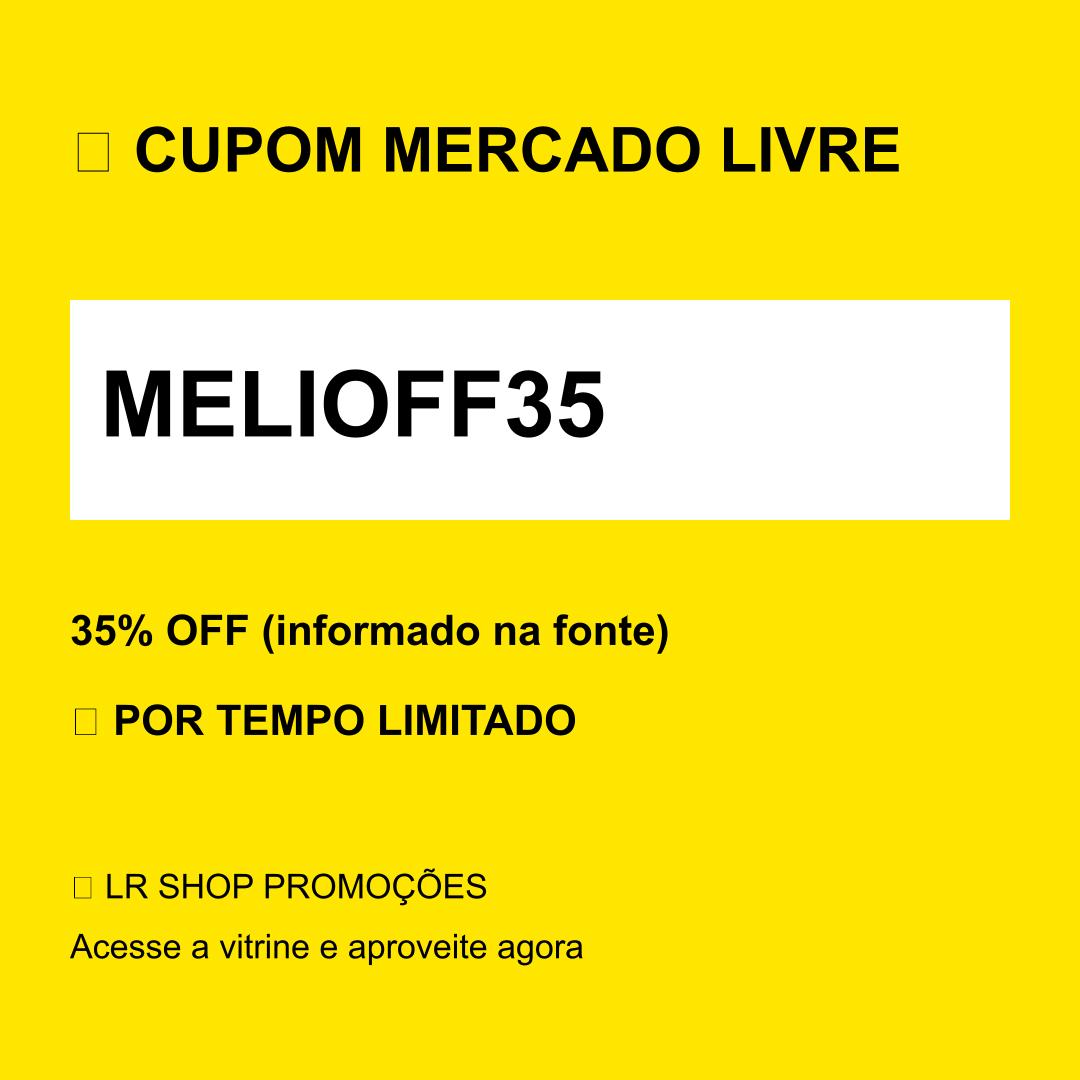 CUPOM MERCADO LIVRE
MELIOFF35
35% OFF (informado na fonte)
POR TEMPO LIMITADO
LR SHOP PROMOÇÕES
Acesse a vitrine e aproveite agora